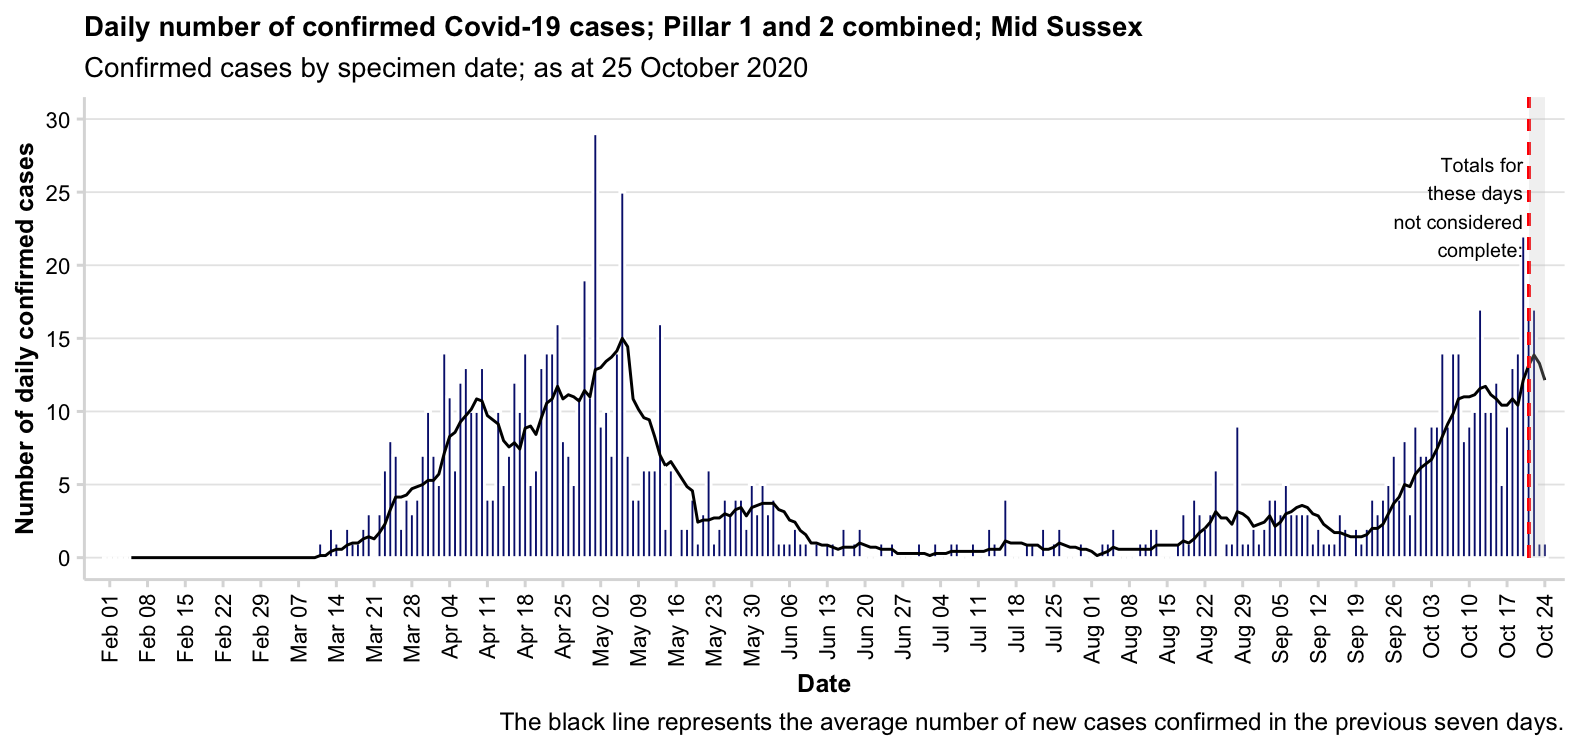 Daily number of confirmed Covid-19 cases; Pillar 1 and 2 combined; Mid Sussex
Confirmed cases by specimen date; as at 25 October 2020
Number of daily confirmed cases
30
25
20
15
10
5
0
Totals for
these days
not considered
complete:
Feb 01
Feb 08
Feb 15
Feb 22
Feb 29
Mar 07
Mar 14
Mar 21
Mar 28
Apr 04
Apr 11
Apr 18
Apr 25
May 02
May 09
May 16
May 23
May 30
Jun 06
Jun 13
Jun 20
Jun 27
Jul 04
Jul 11
Jul 18
Jul 25
Aug 01
Aug 08
Aug 15
Aug 22
Aug 29
Sep 05
Sep 12
Sep 19
Sep 26
Oct 03
Oct 10
Oct 17
Oct 24
Date
The black line represents the average number of new cases confirmed in the previous seven days.